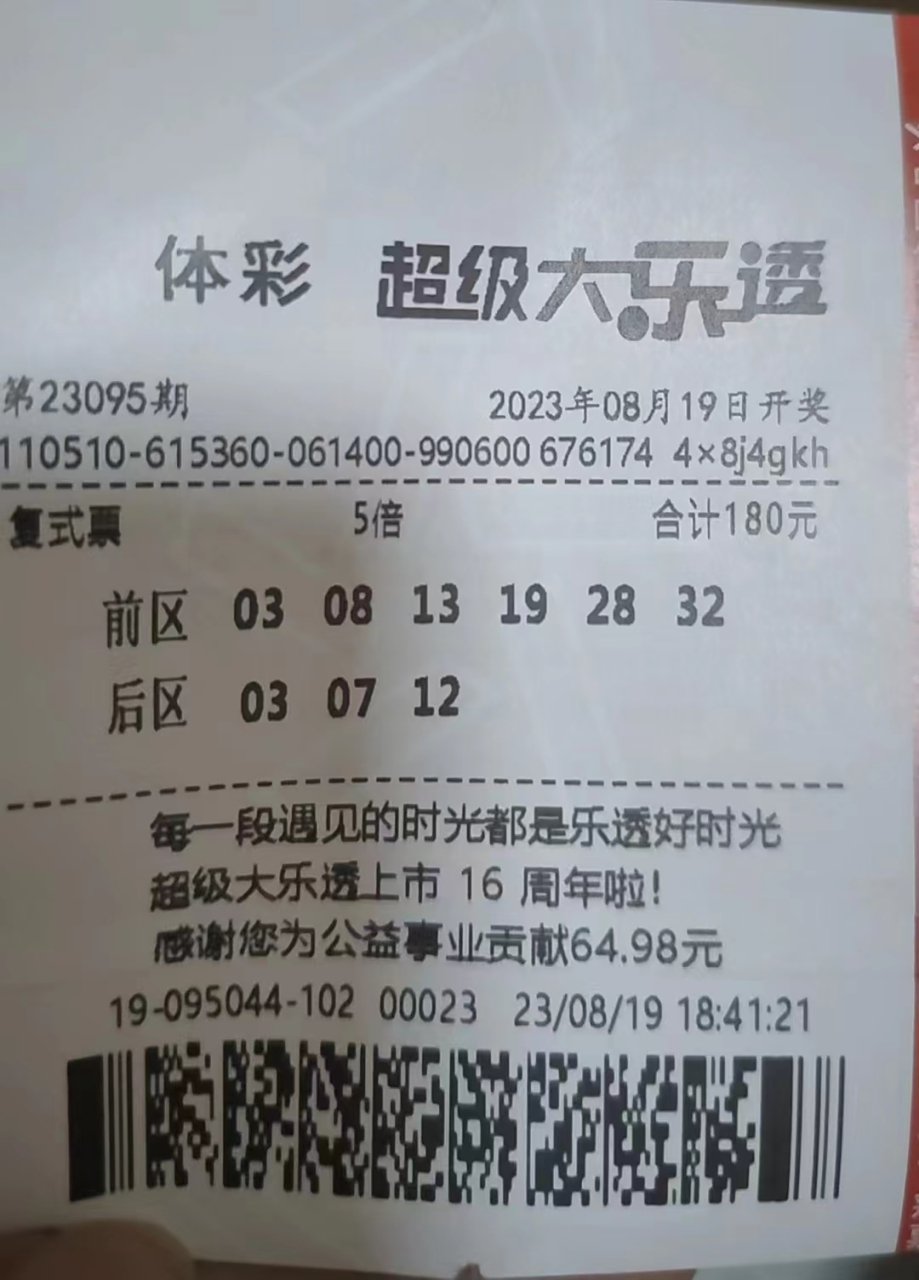 体彩 超级大乐透
第23095期 2023年08月19日开奖
110510-615360-061400-990600 676174 4×8j4gkh
复式票 5倍 合计180元
前区 03 08 13 19 28 32
后区 03 07 12
每一段遇见的时光都是乐透好时光
超级大乐透上市 16 周年啦!
感谢您为公益事业贡献64.98元
19-095044-102 00023 23/08/19 18:41:21